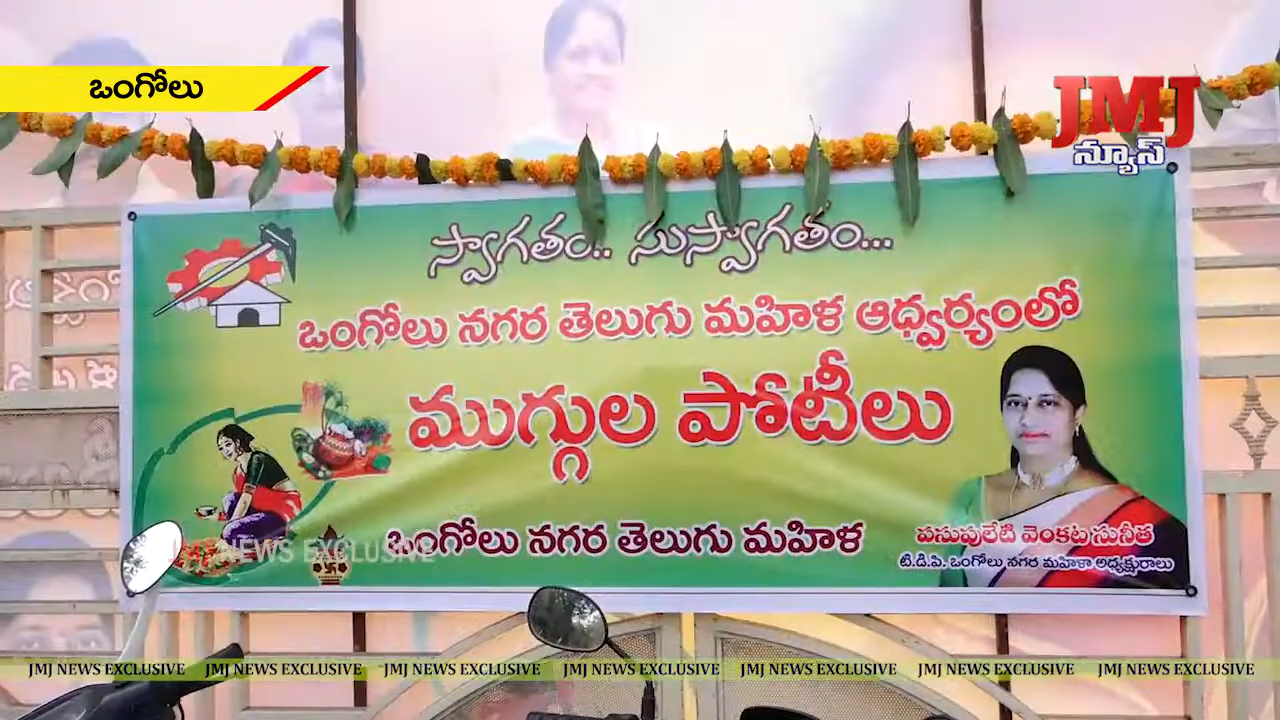 ఒంగోలు
JMJ
న్యూస్
స్వాగతం.. సుస్వాగతం...
ఒంగోలు నగర తెలుగు మహిళ ఆధ్వర్యంలో
ముగ్గుల పోటీలు
ఒంగోలు నగర తెలుగు మహిళ
పసుపులేటి వెంకట సునీత
టి.డి.పి. ఒంగోలు నగర మహిళా అధ్యక్షురాలు
JMJ NEWS EXCLUSIVE
JMJ NEWS EXCLUSIVE JMJ NEWS EXCLUSIVE JMJ NEWS EXCLUSIVE JMJ NEWS EXCLUSIVE JMJ NEWS EXCLUSIVE JMJ NEWS EXCLUSIVE JMJ NEWS EXCLUSIVE